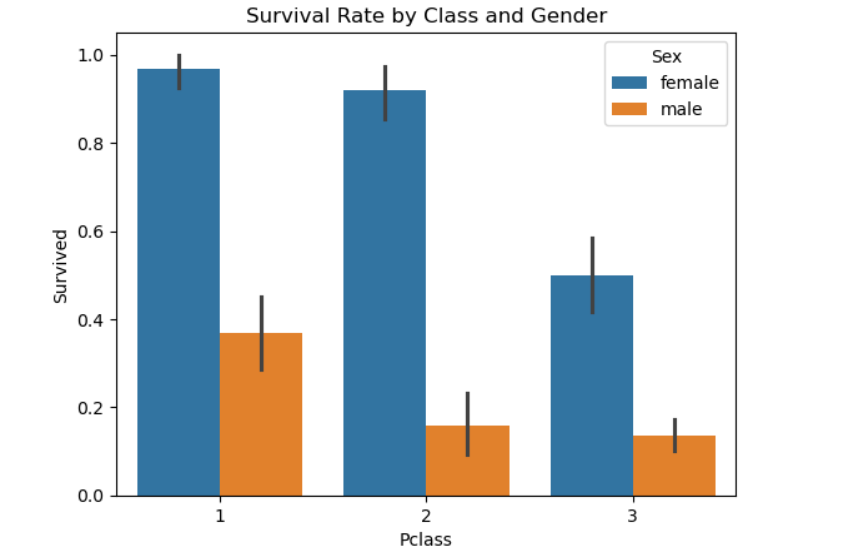 Survival Rate by Class and Gender
Survived
1.0
0.8
0.6
0.4
0.2
0.0
Sex
female
male
1 2 3
Pclass